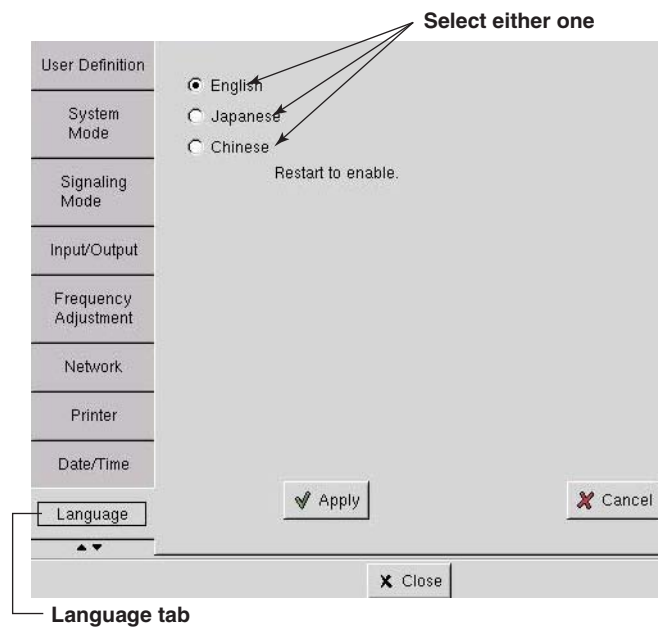 Select either one
User Definition
English
System
Mode
Japanese
Chinese
Restart to enable.
Signaling
Mode
Input/Output
Frequency
Adjustment
Network
Printer
Date/Time
Apply
Cancel
Language
Close
Language tab